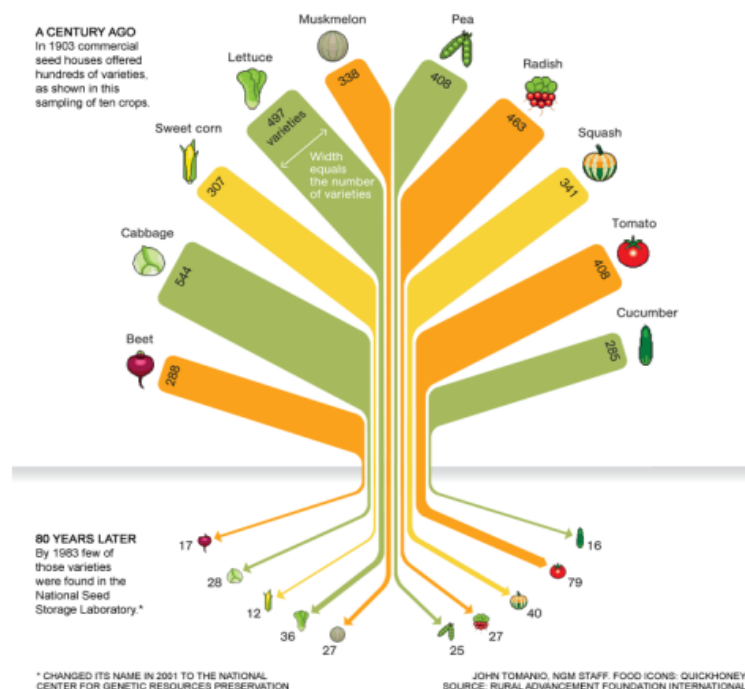 A CENTURY AGO
In 1903 commercial
seed houses offered
hundreds of varieties,
as shown in this
sampling of ten crops.
Muskmelon
338
Pea
408
Lettuce
497
varieties
Width
equals
the number
of varieties
Radish
463
Sweet corn
307
Squash
341
Cabbage
544
Tomato
408
Beet
288
Cucumber
285
80 YEARS LATER
By 1983 few of
those varieties
were found in the
National Seed
Storage Laboratory.*
17
28
12
36
27
25
27
40
79
16
* CHANGED ITS NAME IN 2001 TO THE NATIONAL
CENTER FOR GENETIC RESOURCES PRESERVATION
JOHN TOMANIO, NGM STAFF. FOOD ICONS: QUICKHONEY
SOURCE: RURAL ADVANCEMENT FOUNDATION INTERNATIONAL